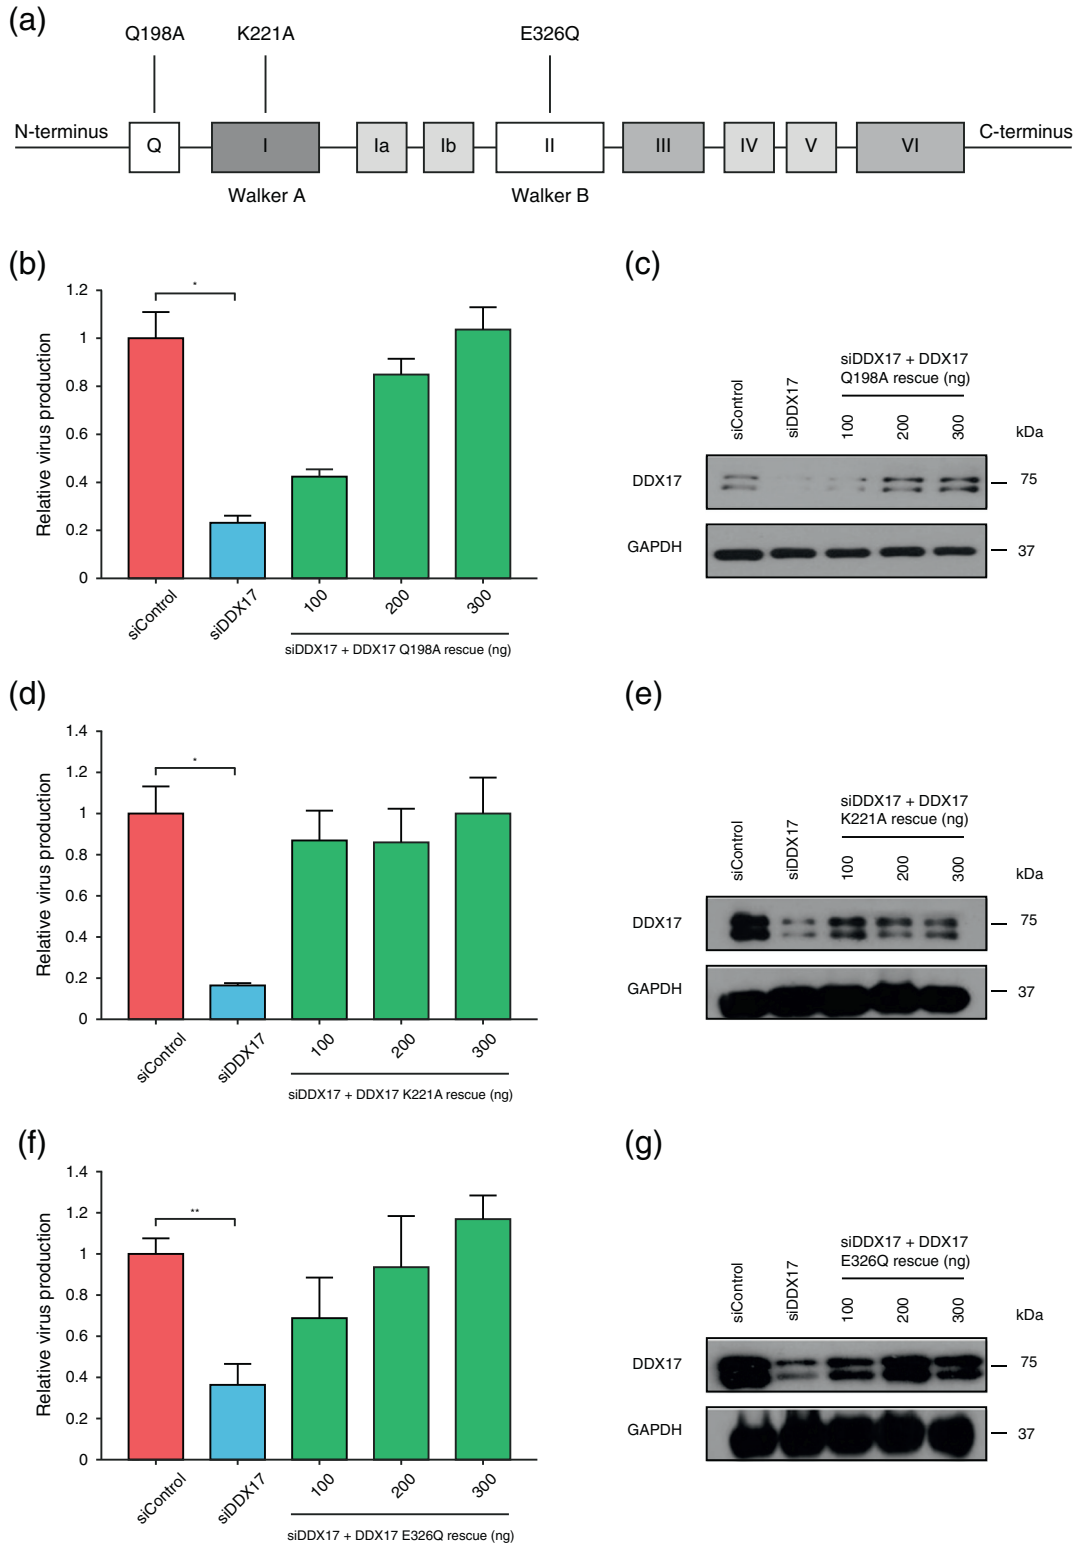 (a)
Q198A K221A E326Q
N-terminus Q I Ia Ib II III IV V VI C-terminus
Walker A Walker B
(b)
1.2
1
0.8
0.6
0.4
0.2
0
Relative virus production
*
siControl siDDX17 100 200 300
siDDX17 + DDX17 Q198A rescue (ng)
(c)
siDDX17 + DDX17
Q198A rescue (ng)
siControl siDDX17 100 200 300 kDa
DDX17 75
GAPDH 37
(d)
1.4
1.2
1
0.8
0.6
0.4
0.2
0
Relative virus production
*
siControl siDDX17 100 200 300
siDDX17 + DDX17 K221A rescue (ng)
(e)
siDDX17 + DDX17
K221A rescue (ng)
siControl siDDX17 100 200 300 kDa
DDX17 75
GAPDH 37
(f)
1.4
1.2
1
0.8
0.6
0.4
0.2
0
Relative virus production
**
siControl siDDX17 100 200 300
siDDX17 + DDX17 E326Q rescue (ng)
(g)
siDDX17 + DDX17
E326Q rescue (ng)
siControl siDDX17 100 200 300 kDa
DDX17 75
GAPDH 37